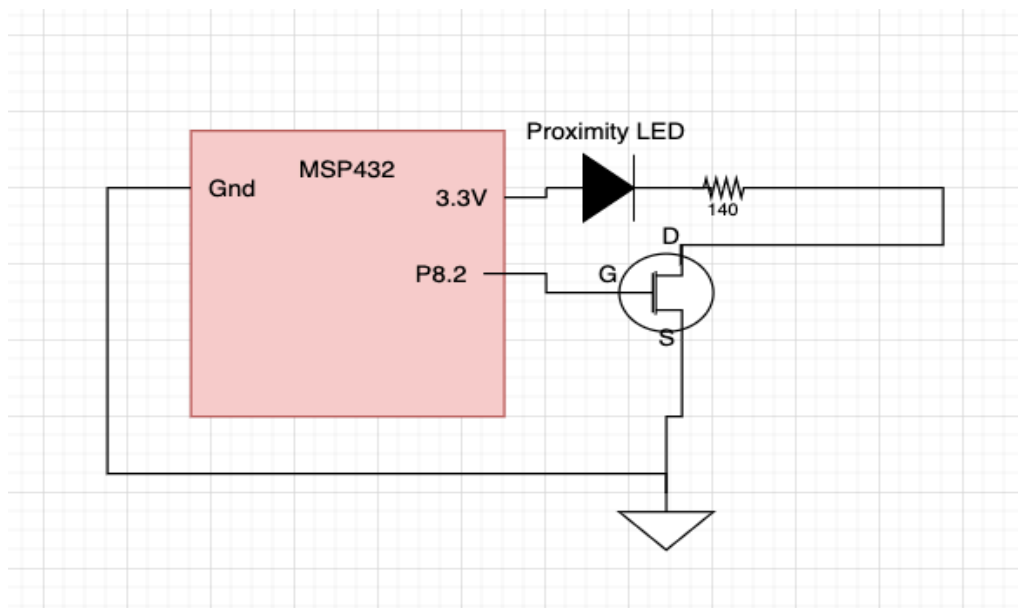 Proximity LED
MSP432
Gnd
3.3V
140
D
P8.2
G
S